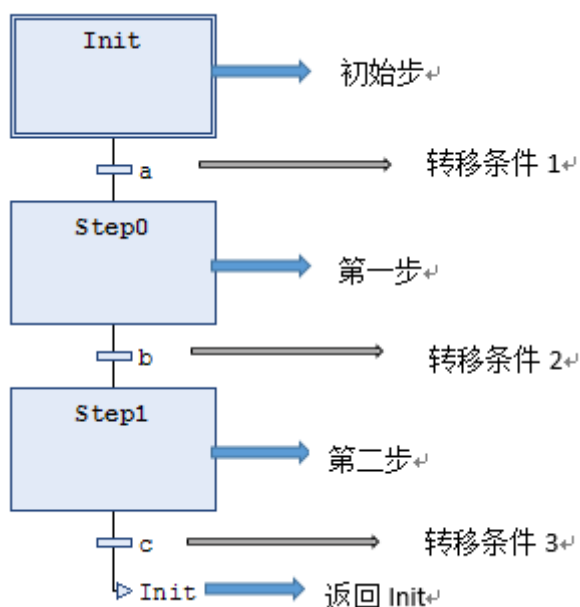 Init
初始步
a
转移条件 1
Step0
第一步
b
转移条件 2
Step1
第二步
c
转移条件 3
Init
返回 Init